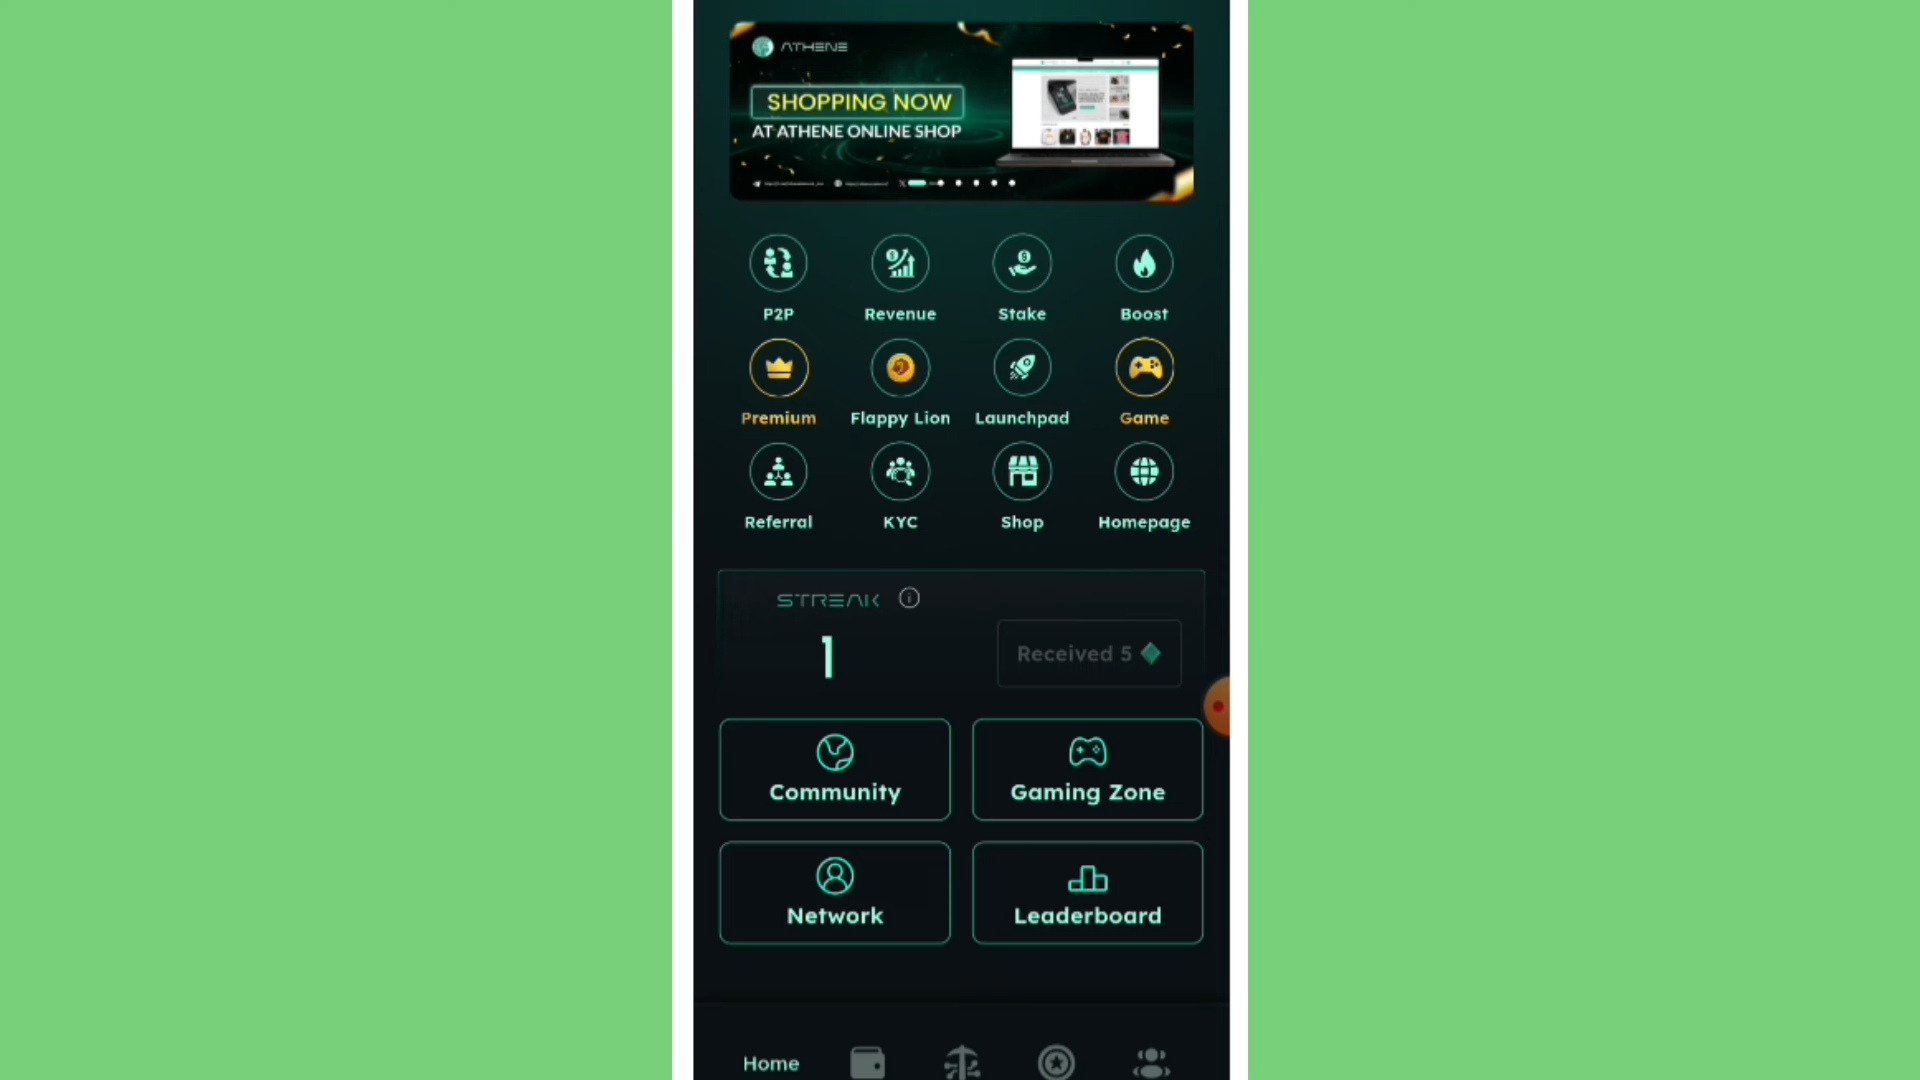 ATHENE
SHOPPING NOW
AT ATHENE ONLINE SHOP
P2P Revenue Stake Boost
Premium Flappy Lion Launchpad Game
Referral KYC Shop Homepage
STREAK
1
Received 5
Community Gaming Zone
Network Leaderboard
Home